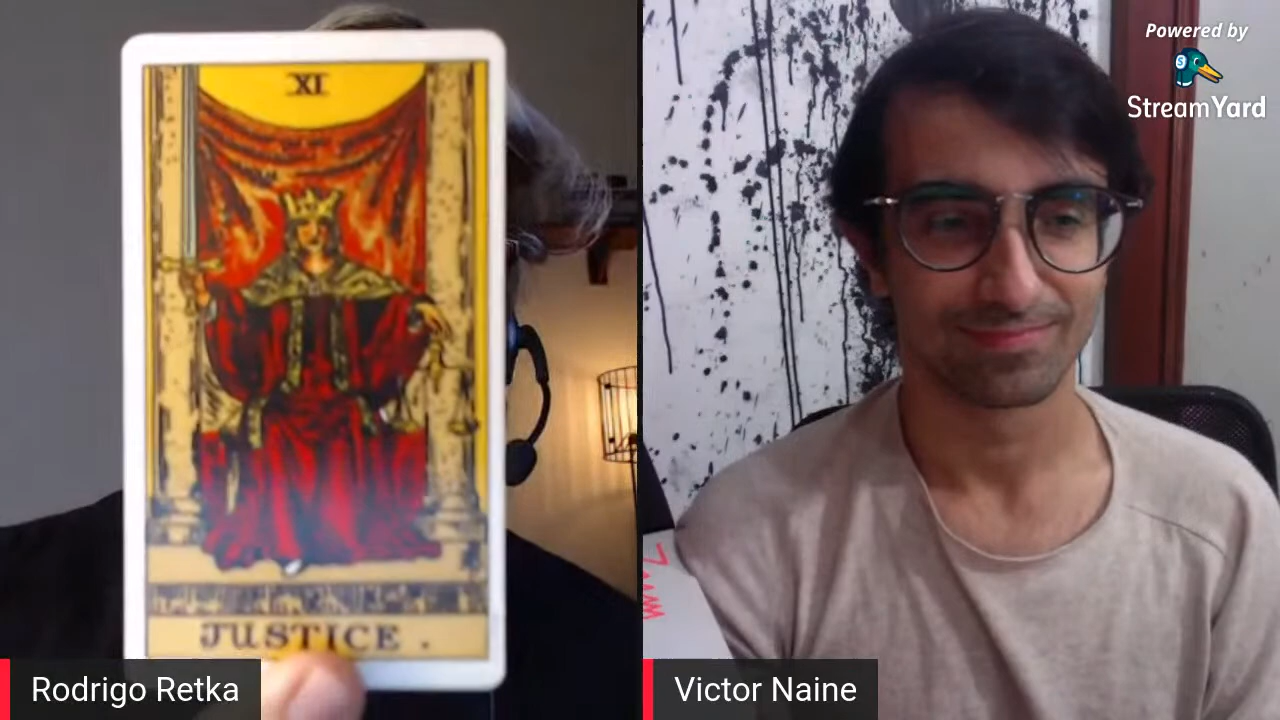 XI
JUSTICE.
Rodrigo Retka
Powered by
StreamYard
Victor Naine